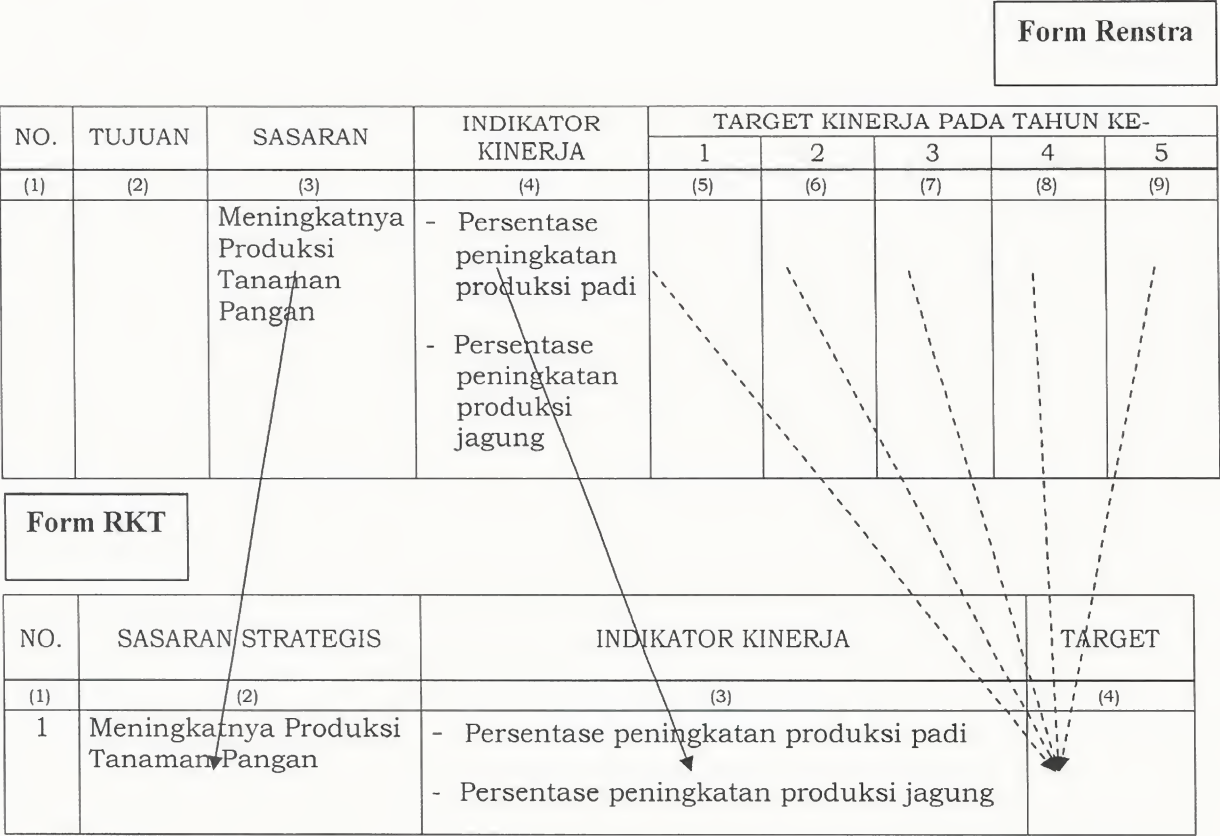 Form Renstra
NO. TUJUAN SASARAN INDIKATOR KINERJA TARGET KINERJA PADA TAHUN KE-
1 2 3 4 5
(1) (2) (3) (4) (5) (6) (7) (8) (9)
Meningkatnya
Produksi
Tanaman
Pangan
- Persentase
peningkatan
produksi padi
- Persentase
peningkatan
produksi
jagung
Form RKT
NO. SASARAN STRATEGIS INDIKATOR KINERJA TARGET
(1) (2) (3) (4)
1 Meningkatnya Produksi
Tanaman Pangan
- Persentase peningkatan produksi padi
- Persentase peningkatan produksi jagung